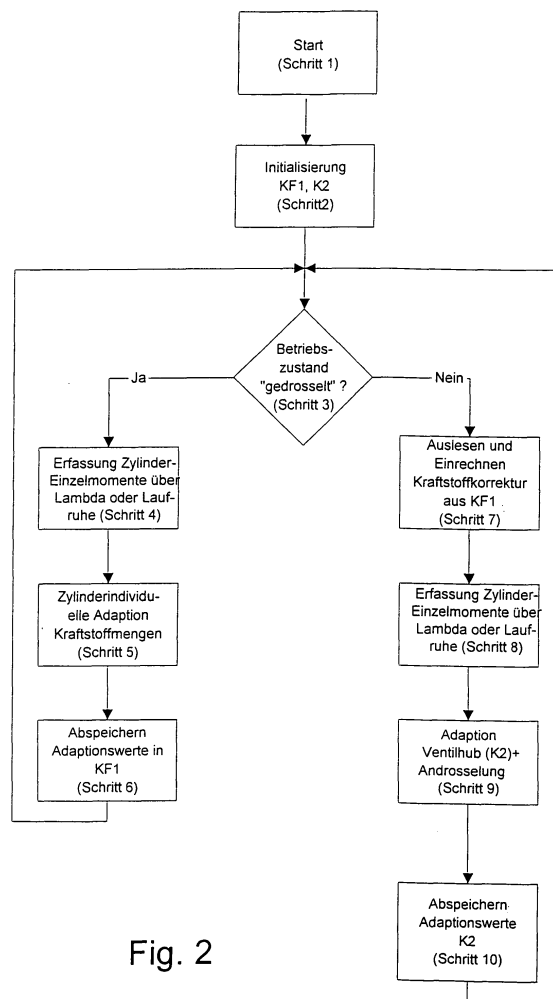 Start
(Schritt 1)
Initialisierung
KF1, K2
(Schritt2)
Betriebs-
zustand
"gedrosselt" ?
(Schritt 3)
Ja
Nein
Erfassung Zylinder-
Einzelmomente über
Lambda oder Lauf-
ruhe (Schritt 4)
Zylinderindividu-
elle Adaption
Kraftstoffmengen
(Schritt 5)
Abspeichern
Adaptionswerte in
KF1
(Schritt 6)
Auslesen und
Einrechnen
Kraftstoffkorrektur
aus KF1
(Schritt 7)
Erfassung Zylinder-
Einzelmomente über
Lambda oder Lauf-
ruhe (Schritt 8)
Adaption
Ventilhub (K2)+
Androsselung
(Schritt 9)
Abspeichern
Adaptionswerte
K2
(Schritt 10)
Fig. 2